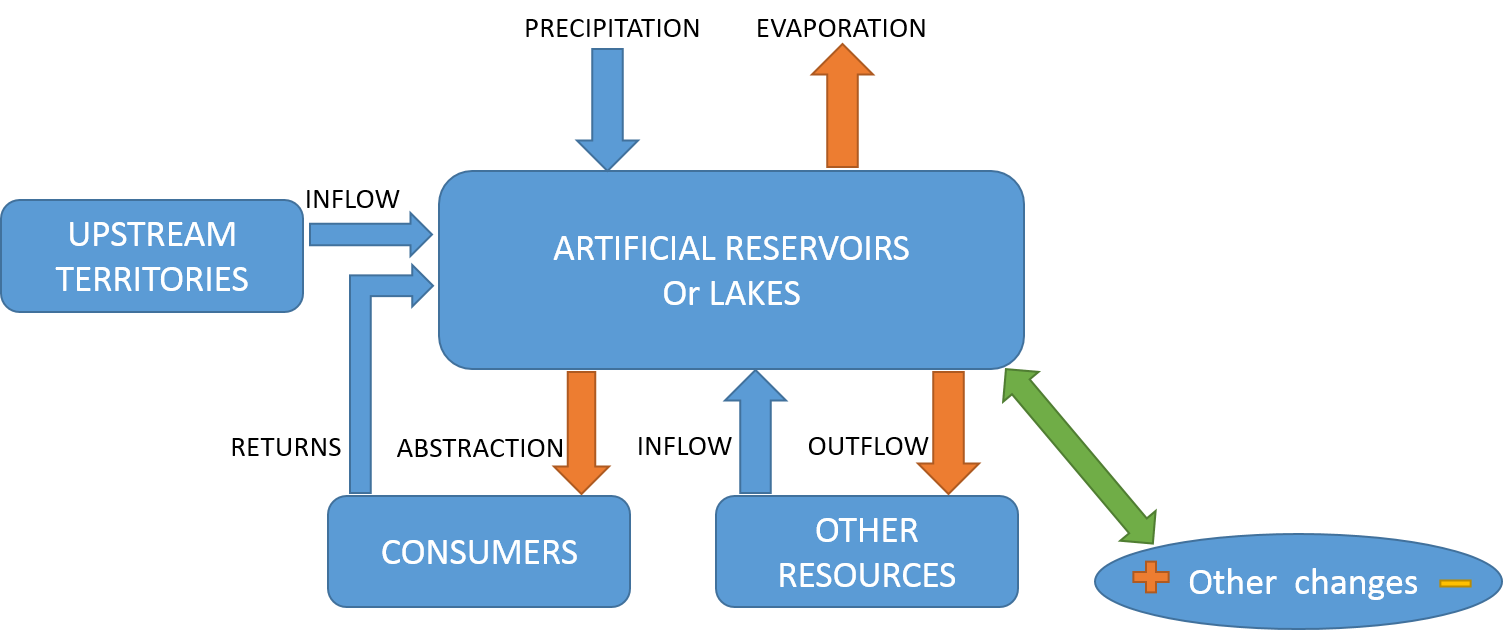 PRECIPITATION
EVAPORATION
INFLOW
UPSTREAM
TERRITORIES
ARTIFICIAL RESERVOIRS
Or LAKES
RETURNS
ABSTRACTION
INFLOW
OUTFLOW
CONSUMERS
OTHER
RESOURCES
+ Other changes −